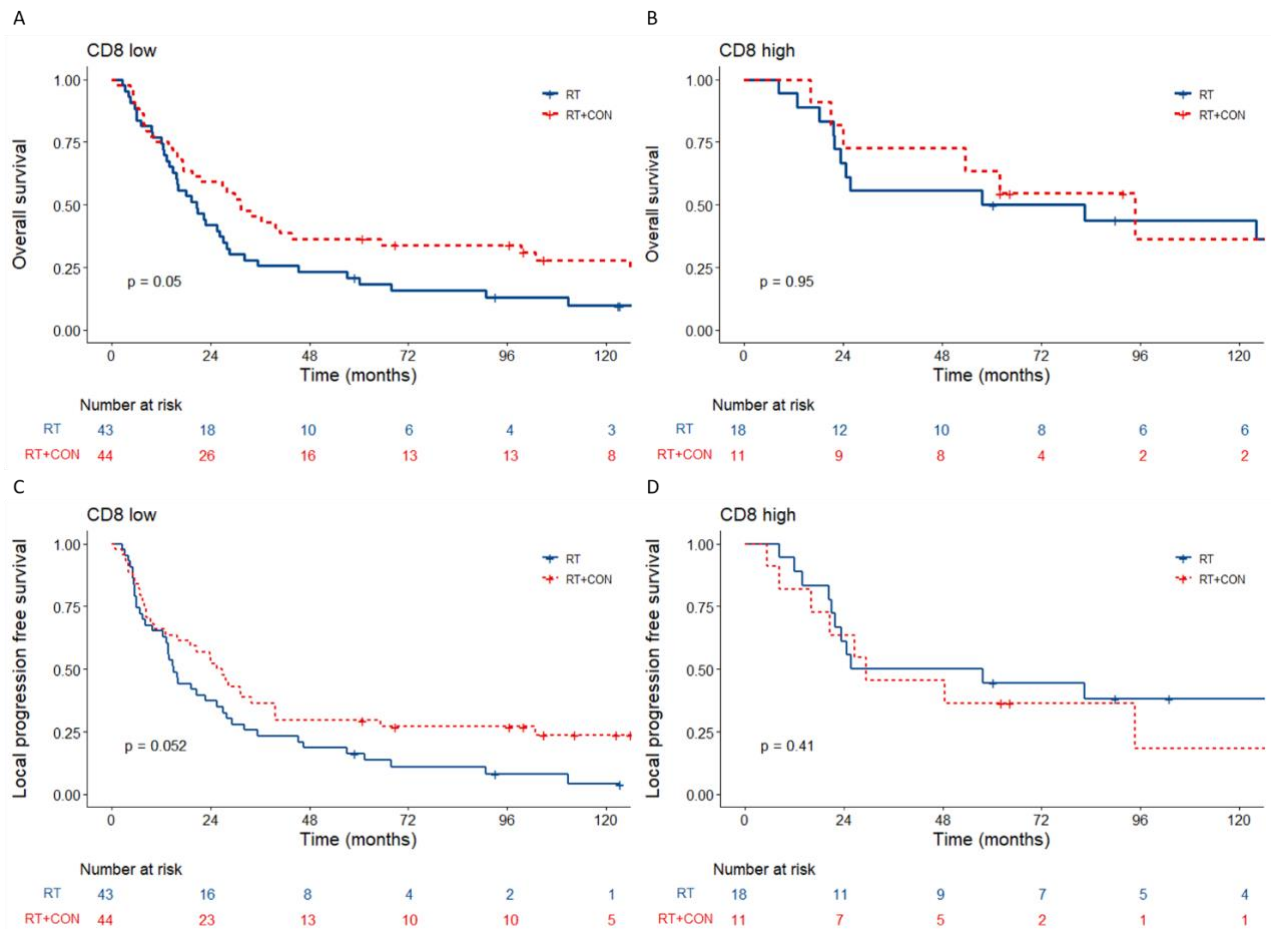 A
CD8 low
Overall survival
1.00
0.75
0.50
0.25
0.00
RT
RT+CON
p = 0.05
0 24 48 72 96 120
Time (months)
Number at risk
RT 43 18 10 6 4 3
RT+CON 44 26 16 13 13 8
B
CD8 high
Overall survival
1.00
0.75
0.50
0.25
0.00
RT
RT+CON
p = 0.95
0 24 48 72 96 120
Time (months)
Number at risk
RT 18 12 10 8 6 6
RT+CON 11 9 8 4 2 2
C
CD8 low
Local progression free survival
1.00
0.75
0.50
0.25
0.00
RT
RT+CON
p = 0.052
0 24 48 72 96 120
Time (months)
Number at risk
RT 43 16 8 4 2 1
RT+CON 44 23 13 10 10 5
D
CD8 high
Local progression free survival
1.00
0.75
0.50
0.25
0.00
RT
RT+CON
p = 0.41
0 24 48 72 96 120
Time (months)
Number at risk
RT 18 11 9 7 5 4
RT+CON 11 7 5 2 1 1